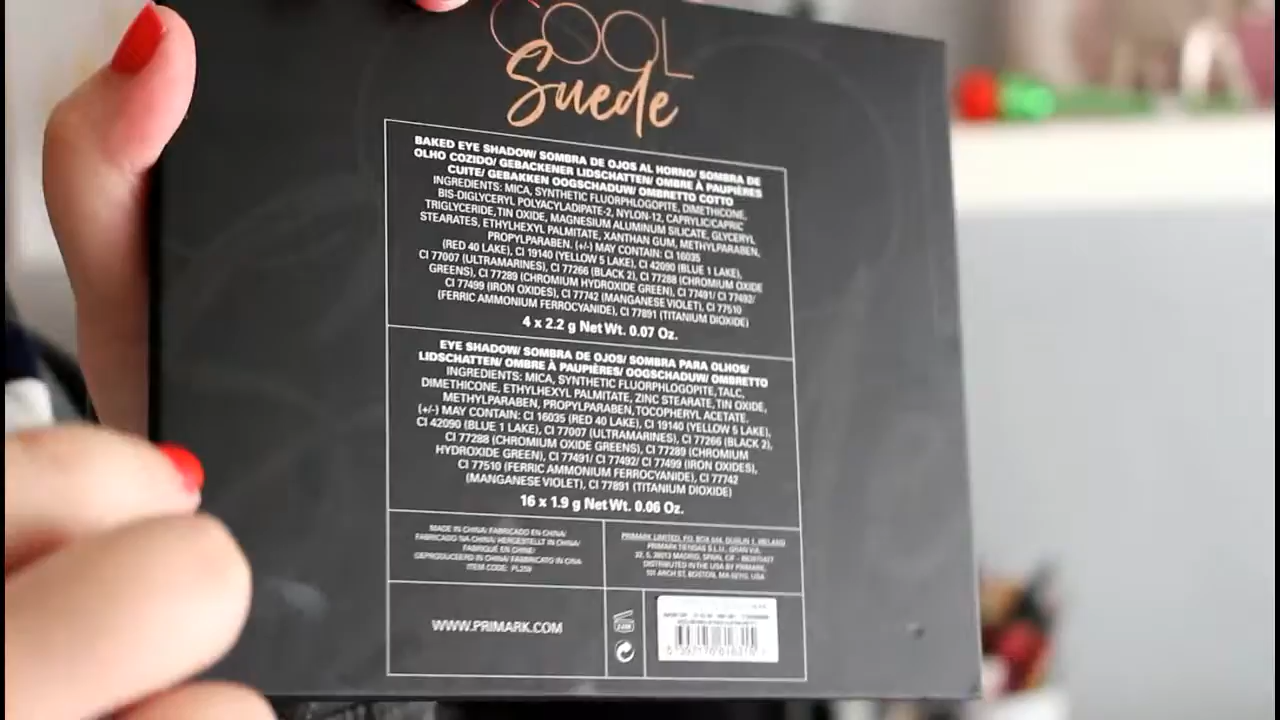 COOL
Suede
BAKED EYE SHADOW/ SOMBRA DE OJOS AL HORNO/ SOMBRA DE
OLHO COZIDO/ GEBACKENER LIDSCHATTEN/ OMBRE À PAUPIÈRES
CUITE/ GEBAKKEN OOGSCHADUW/ OMBRETTO COTTO
INGREDIENTS: MICA, SYNTHETIC FLUORPHLOGOPITE, DIMETHICONE,
BIS-DIGLYCERYL POLYACYLADIPATE-2, NYLON-12, CAPRYLIC/CAPRIC
TRIGLYCERIDE, TIN OXIDE, MAGNESIUM ALUMINUM SILICATE, GLYCERYL
STEARATES, ETHYLHEXYL PALMITATE, XANTHAN GUM, METHYLPARABEN,
PROPYLPARABEN. (+/-) MAY CONTAIN: CI 16035
(RED 40 LAKE), CI 19140 (YELLOW 5 LAKE), CI 42090 (BLUE 1 LAKE),
CI 77007 (ULTRAMARINES), CI 77266 (BLACK 2), CI 77288 (CHROMIUM OXIDE
GREENS), CI 77289 (CHROMIUM HYDROXIDE GREEN), CI 77491/ CI 77492/
CI 77499 (IRON OXIDES), CI 77742 (MANGANESE VIOLET), CI 77510
(FERRIC AMMONIUM FERROCYANIDE), CI 77891 (TITANIUM DIOXIDE)
4 x 2.2 g Net Wt. 0.07 Oz.
EYE SHADOW/ SOMBRA DE OJOS/ SOMBRA PARA OLHOS/
LIDSCHATTEN/ OMBRE À PAUPIÈRES/ OOGSCHADUW/ OMBRETTO
INGREDIENTS: MICA, SYNTHETIC FLUORPHLOGOPITE, TALC,
DIMETHICONE, ETHYLHEXYL PALMITATE, ZINC STEARATE, TIN OXIDE,
METHYLPARABEN, PROPYLPARABEN, TOCOPHERYL ACETATE.
(+/-) MAY CONTAIN: CI 16035 (RED 40 LAKE), CI 19140 (YELLOW 5 LAKE),
CI 42090 (BLUE 1 LAKE), CI 77007 (ULTRAMARINES), CI 77266 (BLACK 2),
CI 77288 (CHROMIUM OXIDE GREENS), CI 77289 (CHROMIUM
HYDROXIDE GREEN), CI 77491/ CI 77492/ CI 77499 (IRON OXIDES),
CI 77510 (FERRIC AMMONIUM FERROCYANIDE), CI 77742
(MANGANESE VIOLET), CI 77891 (TITANIUM DIOXIDE)
16 x 1.9 g Net Wt. 0.06 Oz.
MADE IN CHINA/ FABRICADO EN CHINA/
FABRICADO NA CHINA/ HERGESTELLT IN CHINA/
FABRIQUÉ EN CHINE/
GEPRODUCEERD IN CHINA/ FABBRICATO IN CINA
ITEM CODE: PL259
PRIMARK LIMITED, P.O. BOX 644, DUBLIN 1, IRELAND
PRIMARK TIENDAS S.L.U., GRAN VIA,
32, 5, 28013 MADRID, SPAIN, CIF -
DISTRIBUTED IN THE USA BY PRIMARK,
101 ARCH ST, BOSTON, MA 02110, USA
WWW.PRIMARK.COM